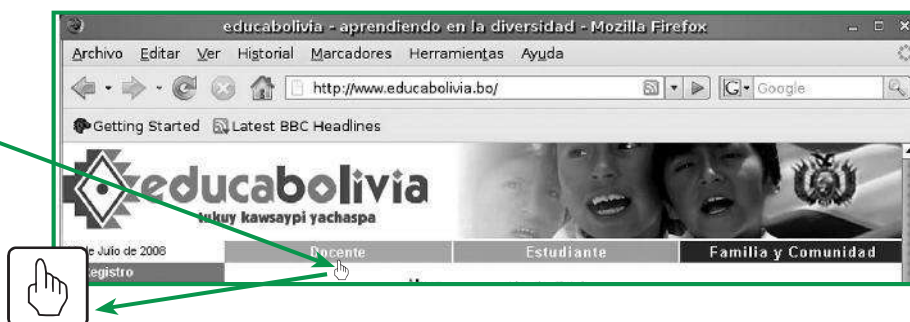 educabolivia - aprendiendo en la diversidad - Mozilla Firefox
Archivo Editar Ver Historial Marcadores Herramientas Ayuda
http://www.educabolivia.bo/ G Google
Getting Started Latest BBC Headlines
educabolivia
tukuy kawsaypi yachaspa
de Julio de 2008 Docente Estudiante Familia y Comunidad
Registro